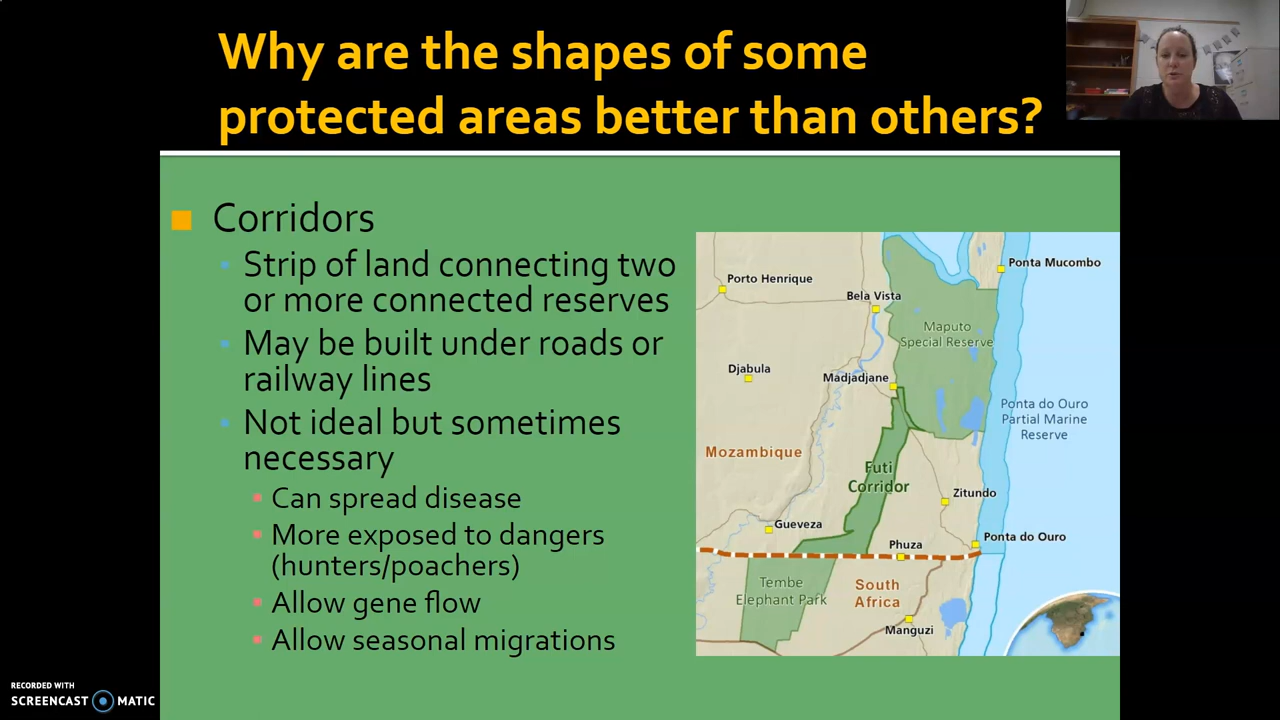 Why are the shapes of some
protected areas better than others?
Corridors
Strip of land connecting two
or more connected reserves
May be built under roads or
railway lines
Not ideal but sometimes
necessary
Can spread disease
More exposed to dangers
(hunters/poachers)
Allow gene flow
Allow seasonal migrations
Ponta Mucombo
Porto Henrique
Bela Vista
Maputo
Special Reserve
Djabula
Madjadjane
Ponta do Ouro
Partial Marine
Reserve
Mozambique
Futi
Corridor
Zitundo
Gueveza
Phuza
Ponta do Ouro
Tembe
Elephant Park
South
Africa
Manguzi
RECORDED WITH
SCREENCAST MATIC